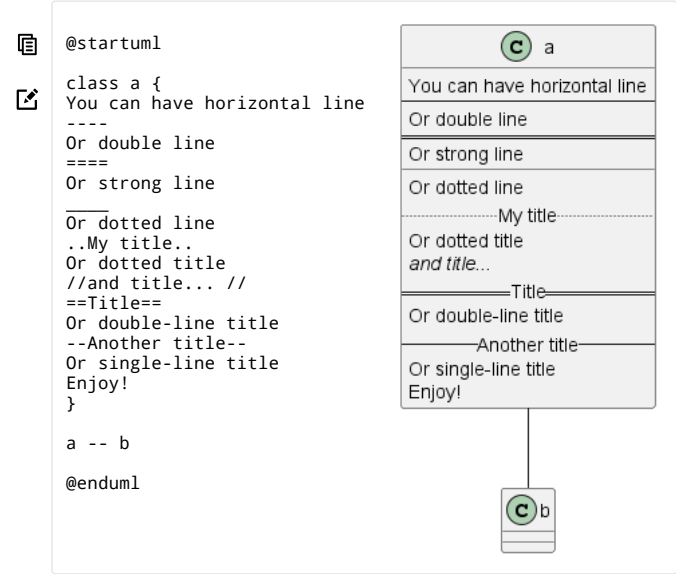 @startuml
class a {
You can have horizontal line
----
Or double line
====
Or strong line
____
Or dotted line
..My title..
Or dotted title
//and title... //
==Title==
Or double-line title
--Another title--
Or single-line title
Enjoy!
}
a -- b
@enduml
C a
You can have horizontal line
Or double line
Or strong line
Or dotted line
My title
Or dotted title
and title...
Title
Or double-line title
Another title
Or single-line title
Enjoy!
C b